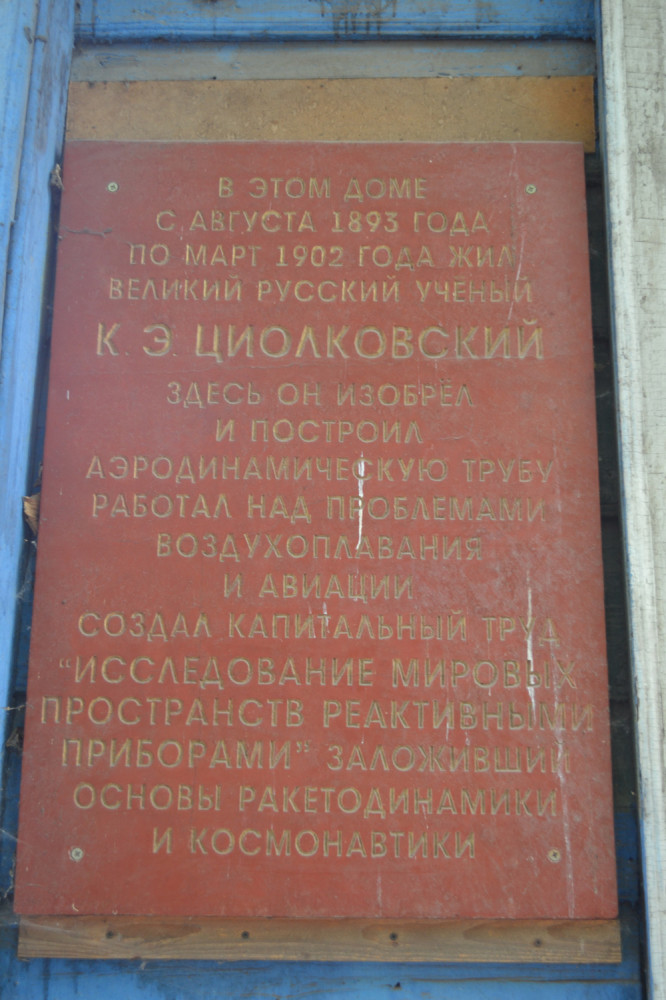 В ЭТОМ ДОМЕ
С АВГУСТА 1893 ГОДА
ПО МАРТ 1902 ГОДА ЖИЛ
ВЕЛИКИЙ РУССКИЙ УЧЁНЫЙ
К. Э. ЦИОЛКОВСКИЙ
ЗДЕСЬ ОН ИЗОБРЁЛ
И ПОСТРОИЛ
АЭРОДИНАМИЧЕСКУЮ ТРУБУ
РАБОТАЛ НАД ПРОБЛЕМАМИ
ВОЗДУХОПЛАВАНИЯ
И АВИАЦИИ
СОЗДАЛ КАПИТАЛЬНЫЙ ТРУД
“ИССЛЕДОВАНИЕ МИРОВЫХ
ПРОСТРАНСТВ РЕАКТИВНЫМИ
ПРИБОРАМИ” ЗАЛОЖИВШИЙ
ОСНОВЫ РАКЕТОДИНАМИКИ
И КОСМОНАВТИКИ